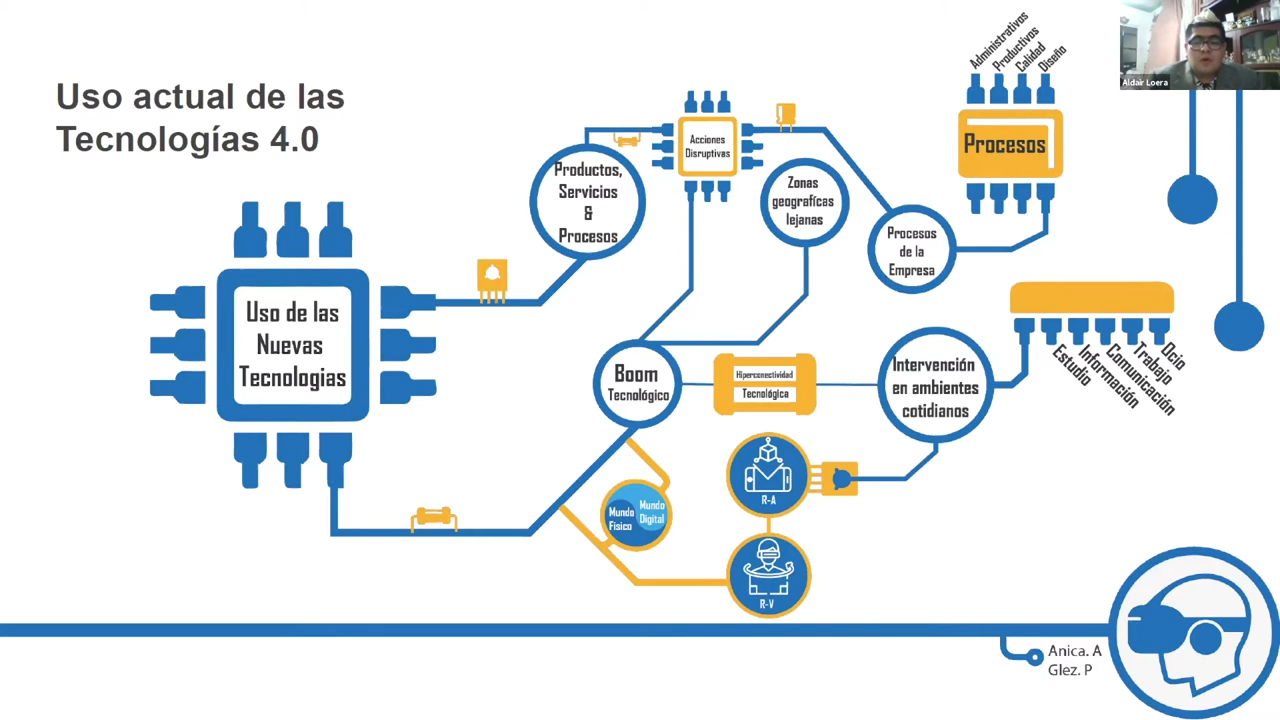 Uso actual de las
Tecnologías 4.0
Uso de las
Nuevas
Tecnologias
Productos,
Servicios
&
Procesos
Acciones
Disruptivas
Zonas
geografícas
lejanas
Procesos
de la
Empresa
Administrativos
Productivos
Calidad
Diseño
Procesos
Aldair Loera
Boom
Tecnológico
Hiperconectividad
Tecnológica
Intervención
en ambientes
cotidianos
Estudio
Información
Comunicación
Trabajo
Ocio
Mundo
Fisico
Mundo
Digital
R-A
R-V
Anica. A
Glez. P